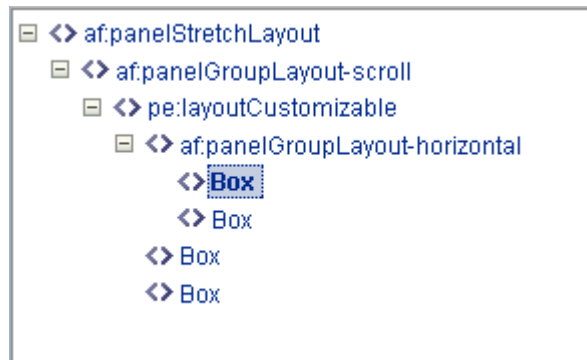 af:panelStretchLayout
af:panelGroupLayout-scroll
pe:layoutCustomizable
af:panelGroupLayout-horizontal
Box
Box
Box
Box